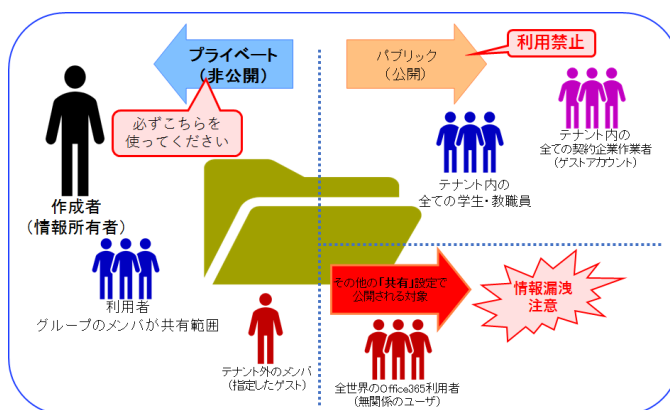 プライベート
(非公開)
必ずこちらを
使ってください
作成者
(情報所有者)
利用者
グループのメンバが共有範囲
テナント外のメンバ
(指定したゲスト)
パブリック
(公開)
利用禁止
テナント内の
全ての学生・教職員
テナント内の
全ての契約企業作業者
(ゲストアカウント)
その他の「共有」設定で
公開される対象
情報漏洩
注意
全世界のOffice365利用者
(無関係のユーザ)